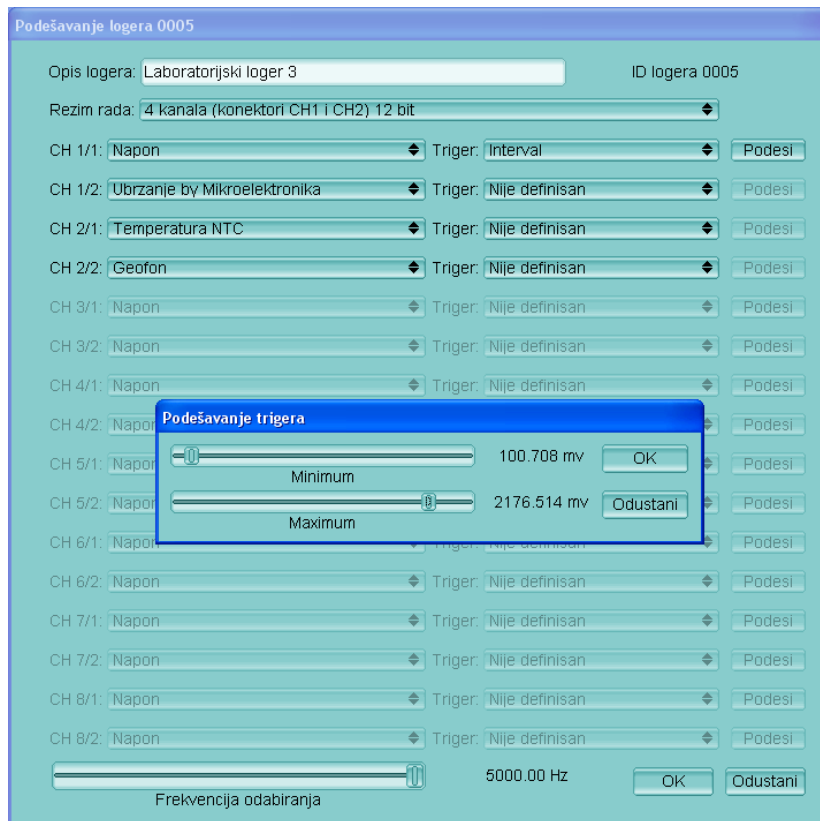 Podešavanje logera 0005
Opis logera: Laboratorijski loger 3 ID logera 0005
Rezim rada: 4 kanala (konektori CH1 i CH2) 12 bit
CH 1/1: Napon Triger: Interval Podesi
CH 1/2: Ubrzanje by Mikroelektronika Triger: Nije definisan Podesi
CH 2/1: Temperatura NTC Triger: Nije definisan Podesi
CH 2/2: Geofon Triger: Nije definisan Podesi
CH 3/1: Napon Triger: Nije definisan Podesi
CH 3/2: Napon Triger: Nije definisan Podesi
CH 4/1: Napon Triger: Nije definisan Podesi
CH 4/2: Napon
Podešavanje trigera
100.708 mv OK
Minimum
2176.514 mv Odustani
Maximum
CH 5/1: Napon
CH 5/2: Napon
CH 6/1: Napon Triger: Nije definisan Podesi
CH 6/2: Napon Triger: Nije definisan Podesi
CH 7/1: Napon Triger: Nije definisan Podesi
CH 7/2: Napon Triger: Nije definisan Podesi
CH 8/1: Napon Triger: Nije definisan Podesi
CH 8/2: Napon Triger: Nije definisan Podesi
5000.00 Hz OK Odustani
Frekvencija odabiranja